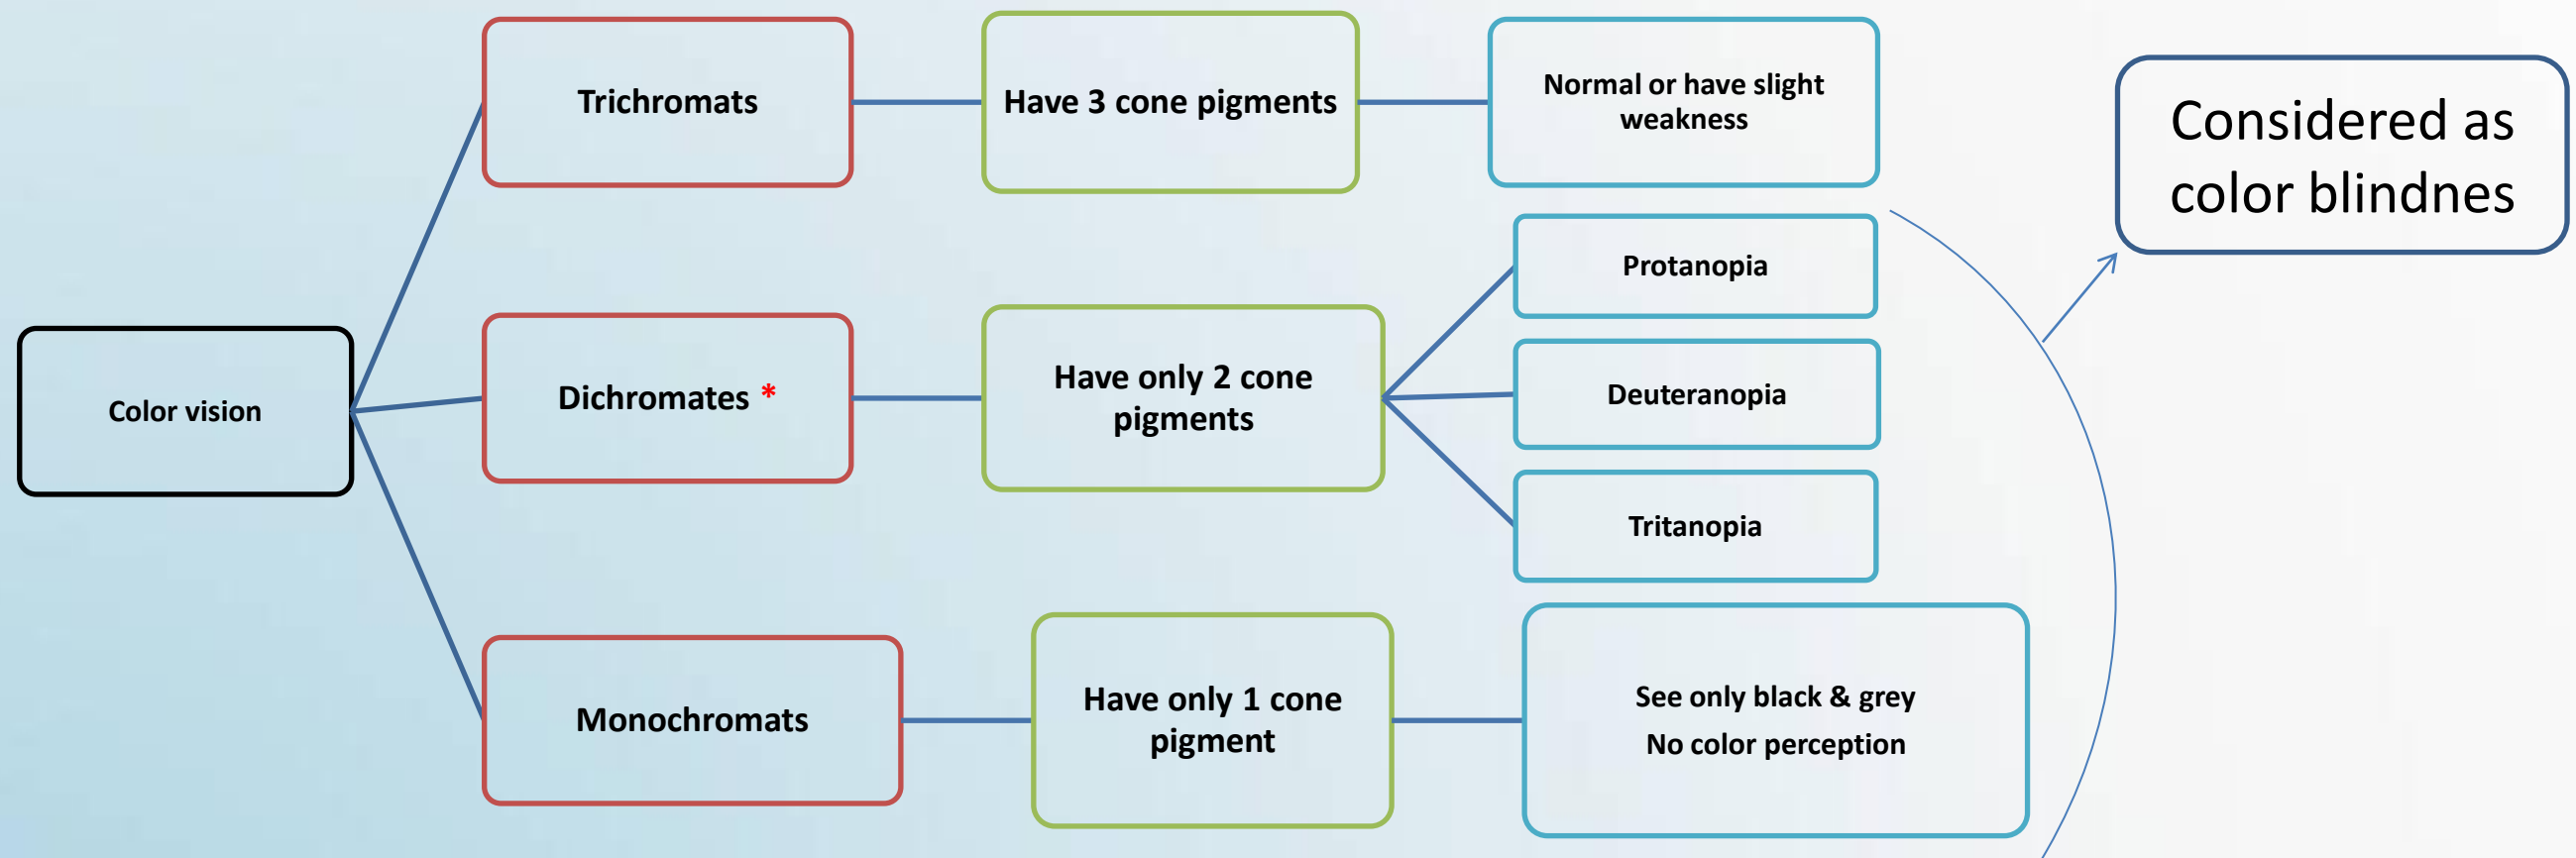 Trichromats
Have 3 cone pigments
Normal or have slight
weakness
Considered as
color blindnes
Color vision
Dichromates *
Have only 2 cone
pigments
Protanopia
Deuteranopia
Tritanopia
Monochromats
Have only 1 cone
pigment
See only black & grey
No color perception